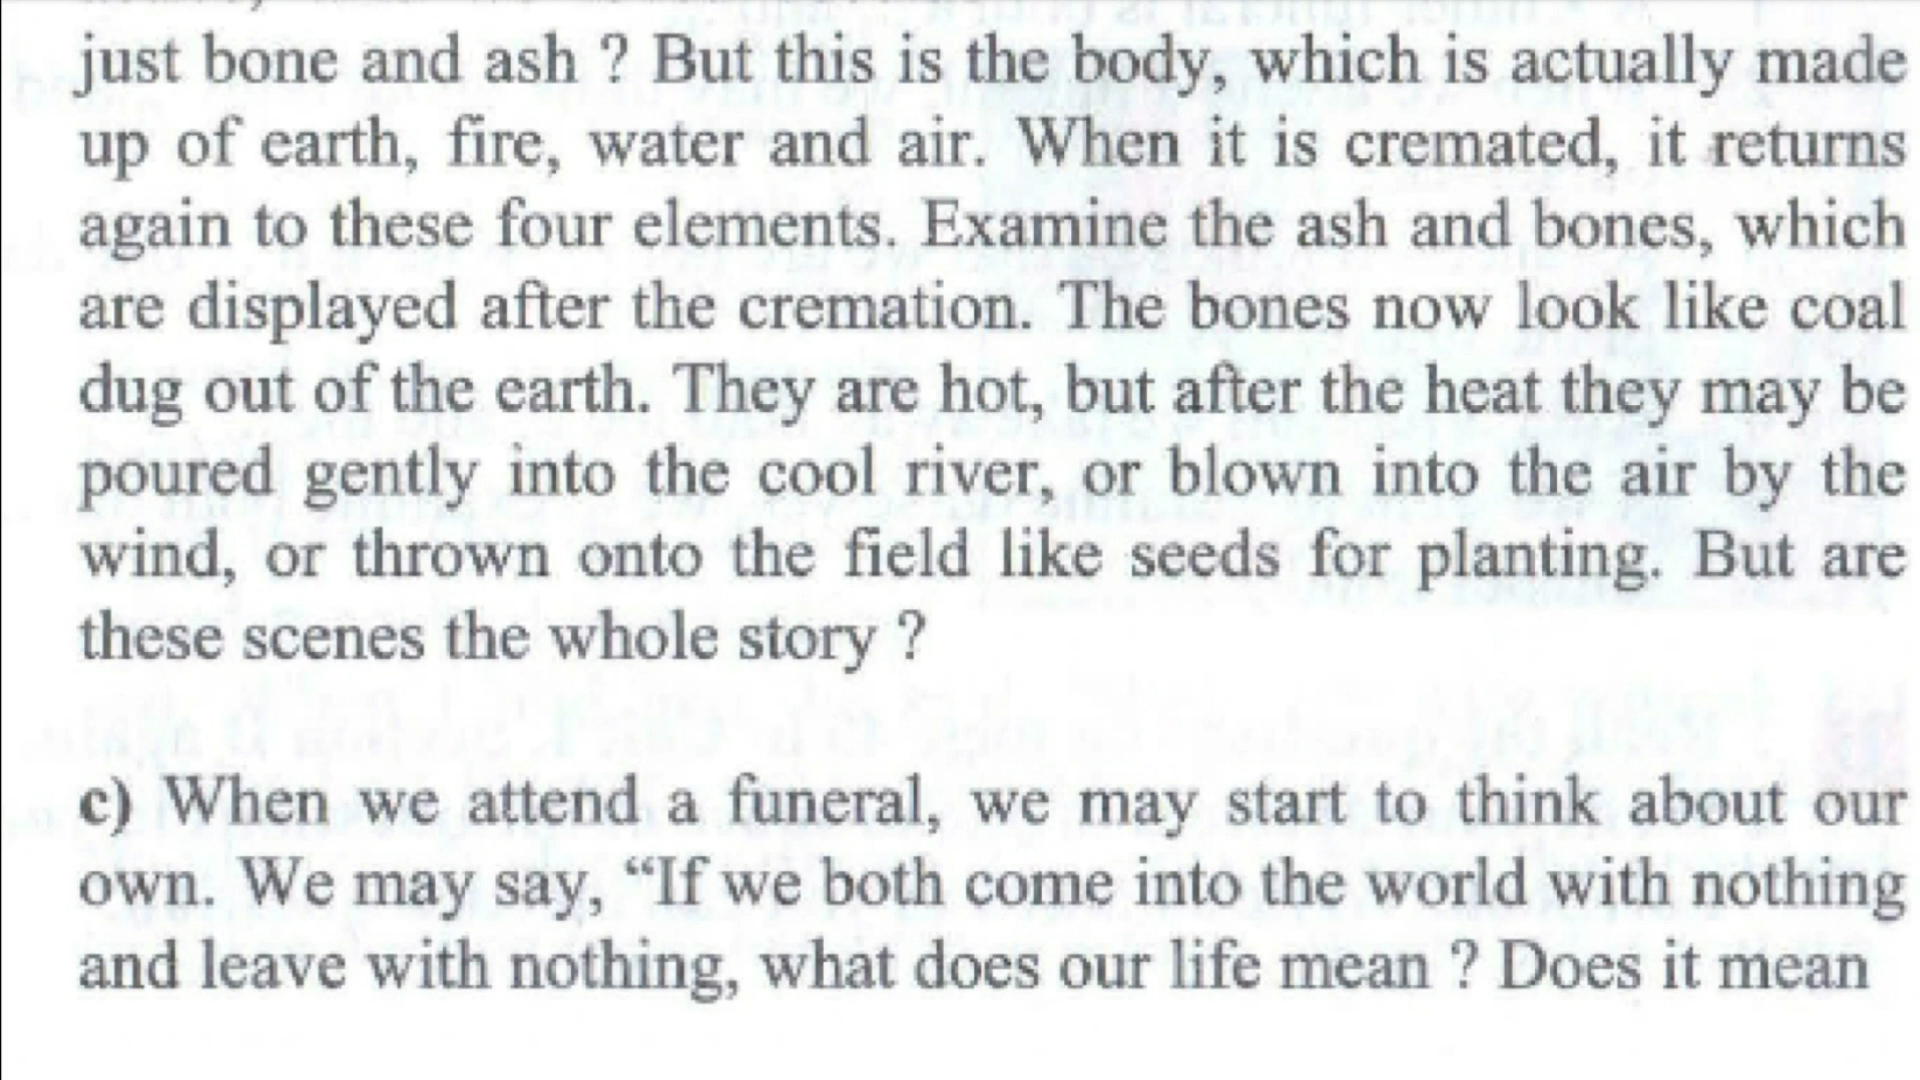 just bone and ash ? But this is the body, which is actually made
up of earth, fire, water and air. When it is cremated, it returns
again to these four elements. Examine the ash and bones, which
are displayed after the cremation. The bones now look like coal
dug out of the earth. They are hot, but after the heat they may be
poured gently into the cool river, or blown into the air by the
wind, or thrown onto the field like seeds for planting. But are
these scenes the whole story ?
c) When we attend a funeral, we may start to think about our
own. We may say, “If we both come into the world with nothing
and leave with nothing, what does our life mean ? Does it mean